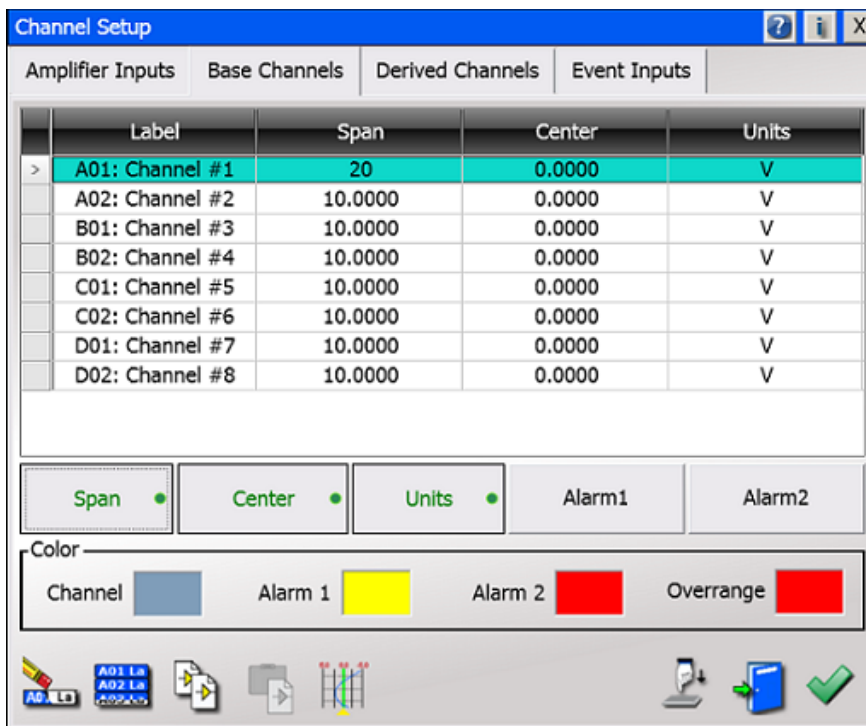 Channel Setup ? i X
Amplifier Inputs Base Channels Derived Channels Event Inputs
Label Span Center Units
> A01: Channel #1 20 0.0000 V
A02: Channel #2 10.0000 0.0000 V
B01: Channel #3 10.0000 0.0000 V
B02: Channel #4 10.0000 0.0000 V
C01: Channel #5 10.0000 0.0000 V
C02: Channel #6 10.0000 0.0000 V
D01: Channel #7 10.0000 0.0000 V
D02: Channel #8 10.0000 0.0000 V
Span Center Units Alarm1 Alarm2
Color
Channel Alarm 1 Alarm 2 Overrange
A01 La
A02 La